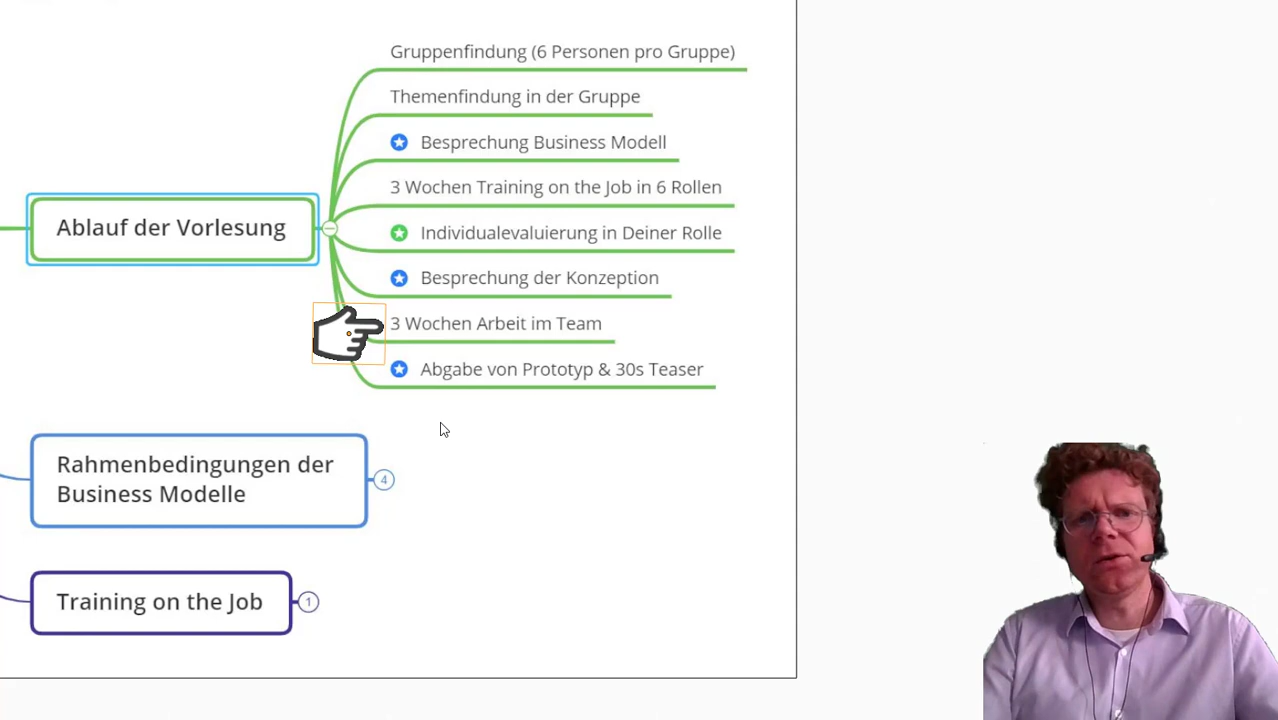 Gruppenfindung (6 Personen pro Gruppe)
Themenfindung in der Gruppe
Besprechung Business Modell
3 Wochen Training on the Job in 6 Rollen
Ablauf der Vorlesung
Individualevaluierung in Deiner Rolle
Besprechung der Konzeption
3 Wochen Arbeit im Team
Abgabe von Prototyp & 30s Teaser
Rahmenbedingungen der
Business Modelle
4
Training on the Job
1